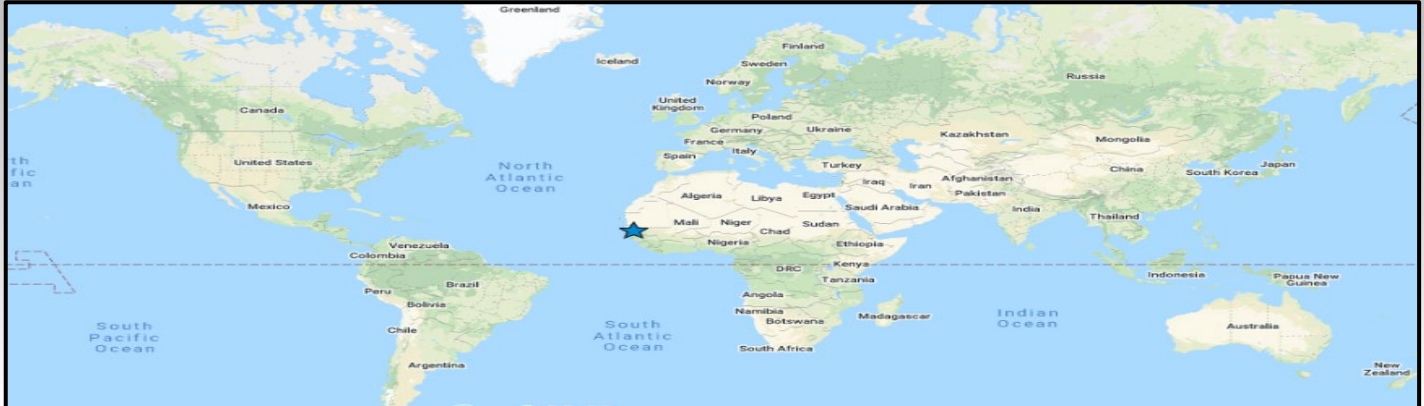 Greenland
Iceland
Finland
Sweden
Norway
Russia
Canada
United
Kingdom
Poland
Germany
Ukraine
France
Kazakhstan
Mongolia
Italy
Spain
United States
Turkey
China
Japan
South Korea
th
fic
an
North
Atlantic
Ocean
Afghanistan
Iraq
Iran
Pakistan
Algeria
Libya
Egypt
Saudi Arabia
Mexico
India
Thailand
Mali
Niger
Chad
Sudan
Nigeria
Ethiopia
Venezuela
Colombia
Kenya
DRC
Tanzania
Indonesia
Papua New
Guinea
Peru
Brazil
Bolivia
Angola
Namibia
Botswana
Madagascar
Indian
Ocean
South
Pacific
Ocean
Chile
South
Atlantic
Ocean
Australia
South Africa
Argentina
New
Zealand